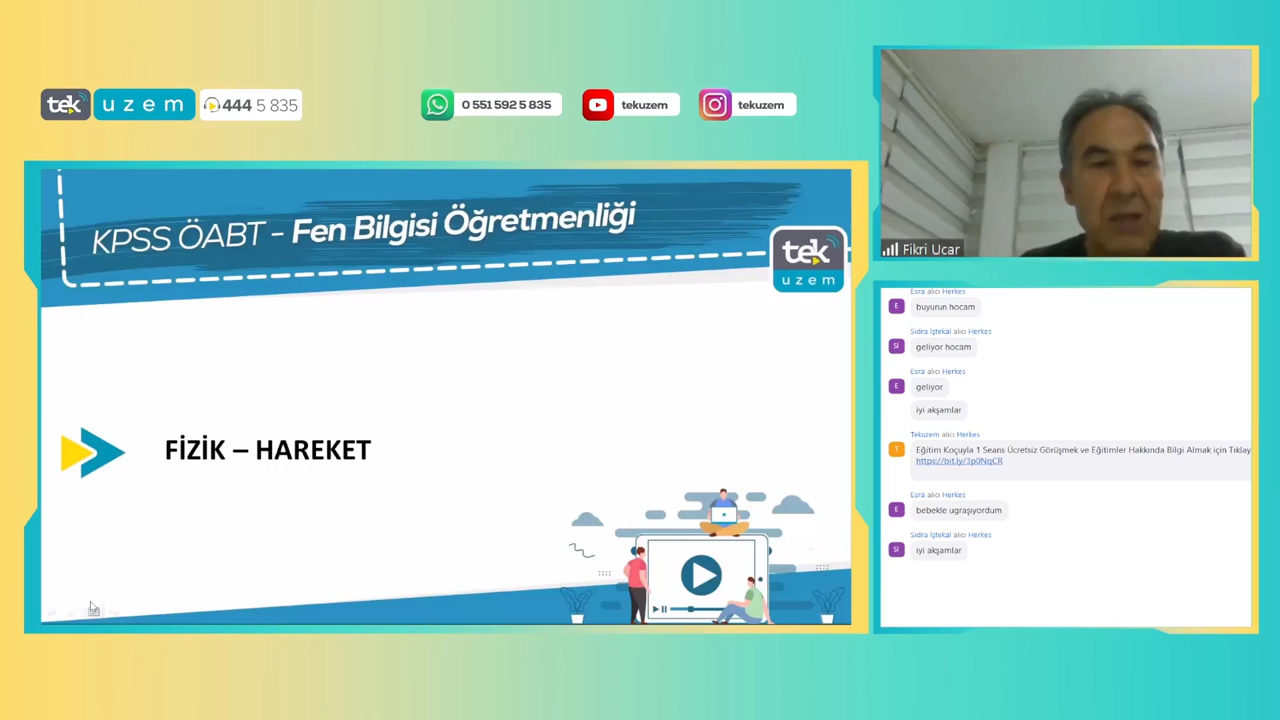 tek uzem 444 5 835
0 551 592 5 835
tekuzem
tekuzem
KPSS ÖABT - Fen Bilgisi Öğretmenliği
tek
uzem
FİZİK – HAREKET
Fikri Ucar
Esra alıcı Herkes
E
buyurun hocam
Sidra İştekal alıcı Herkes
Sİ
geliyor hocam
Esra alıcı Herkes
E
geliyor
iyi akşamlar
Tekuzem alıcı Herkes
T
Eğitim Koçuyla 1 Seans Ücretsiz Görüşmek ve Eğitimler Hakkında Bilgi Almak için Tıklay
https://bit.ly/3p0NqCR
Esra alıcı Herkes
E
bebekle ugraşıyordum
Sidra İştekal alıcı Herkes
Sİ
iyi akşamlar